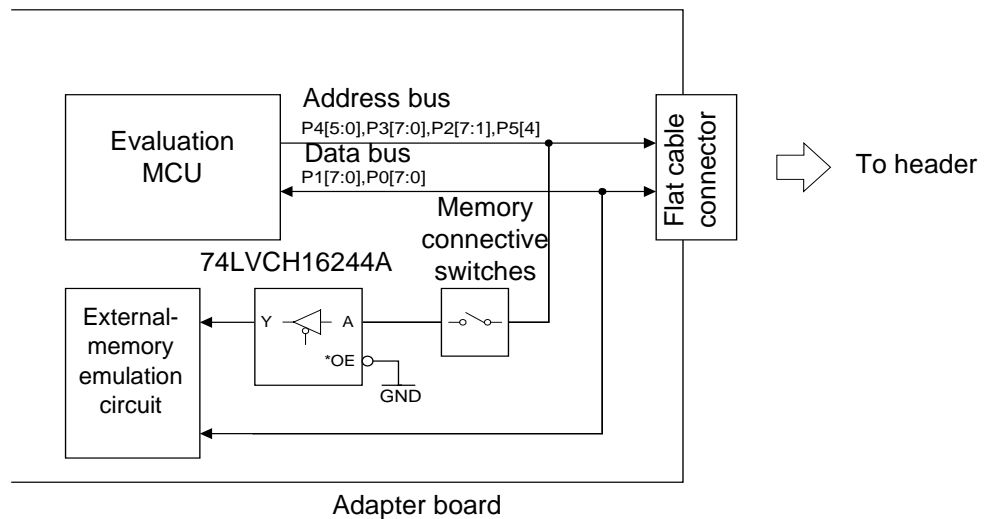 Address bus
P4[5:0],P3[7:0],P2[7:1],P5[4]
Evaluation
MCU
Data bus
P1[7:0],P0[7:0]
Flat cable
connector
To header
Memory
connective
switches
74LVCH16244A
External-
memory
emulation
circuit
Y
A
*OE
GND
Adapter board